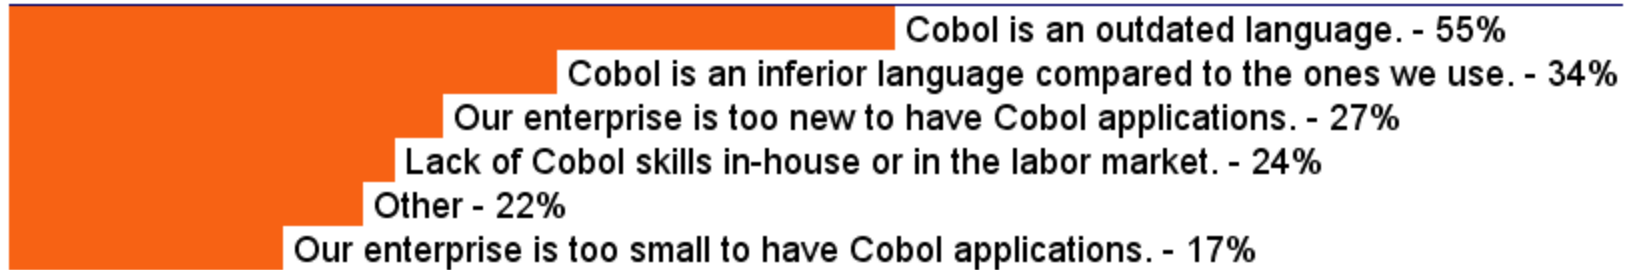 Cobol is an outdated language. - 55%
Cobol is an inferior language compared to the ones we use. - 34%
Our enterprise is too new to have Cobol applications. - 27%
Lack of Cobol skills in-house or in the labor market. - 24%
Other - 22%
Our enterprise is too small to have Cobol applications. - 17%